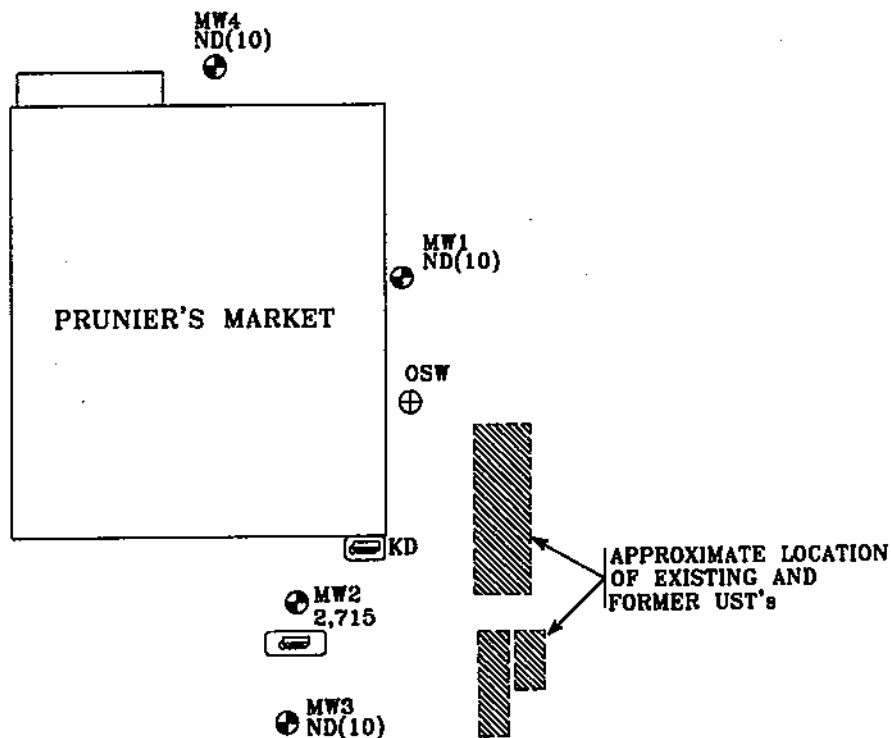 MW4
ND(10)
MW1
ND(10)
PRUNIER'S MARKET
OSW
KD
APPROXIMATE LOCATION
OF EXISTING AND
FORMER UST's
MW2
2,715
MW3
ND(10)